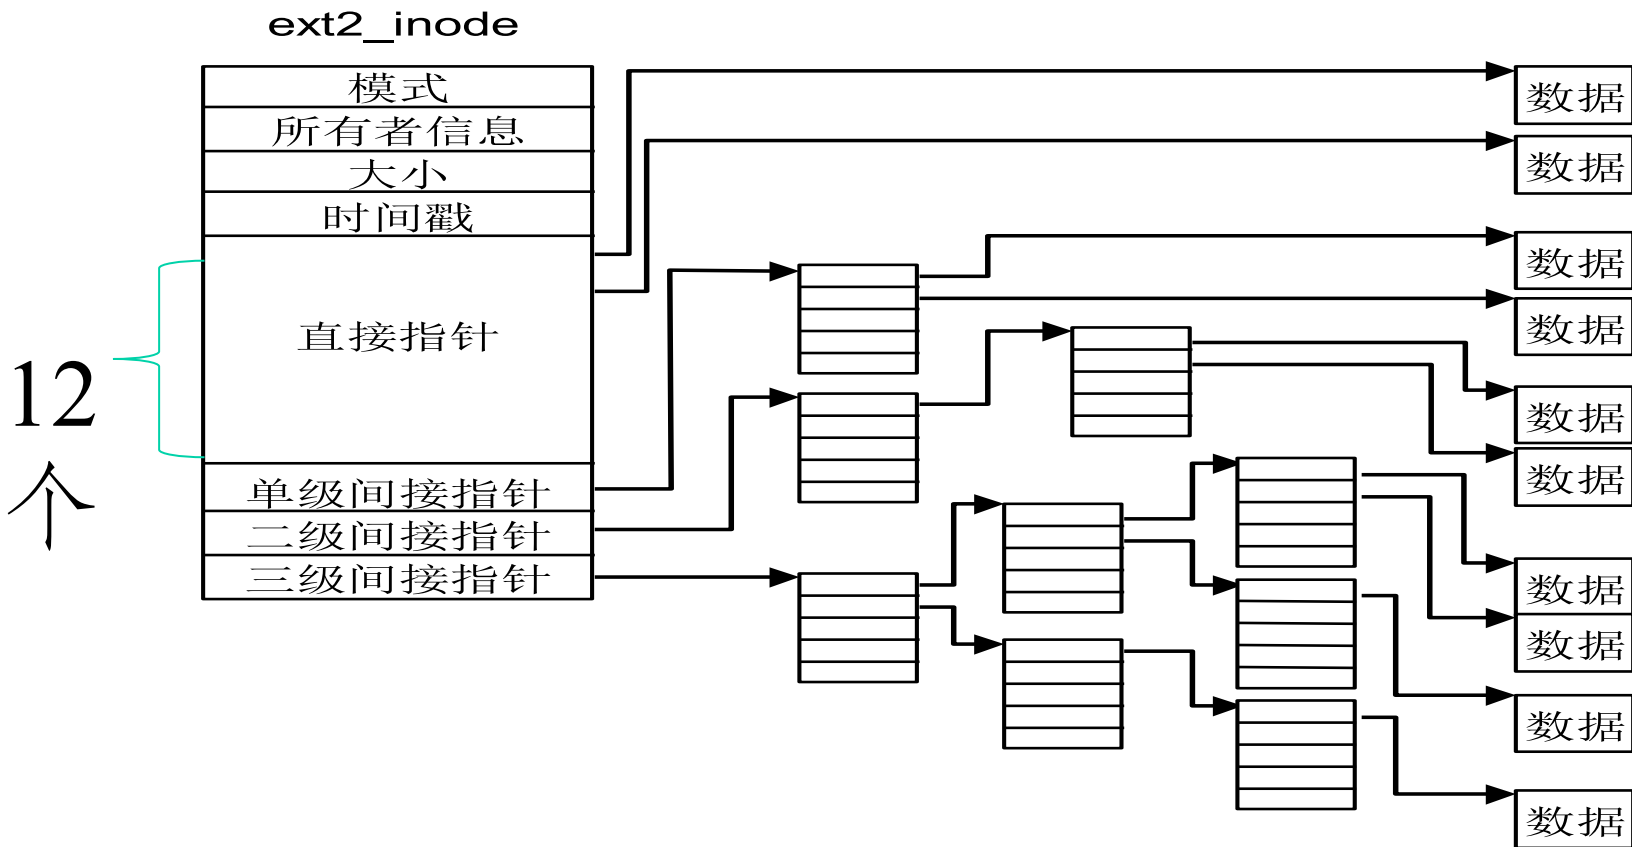 ext2_inode
模式
所有者信息
大小
时间戳
直接指针
12
个
单级间接指针
二级间接指针
三级间接指针
数据
数据
数据
数据
数据
数据
数据
数据
数据
数据